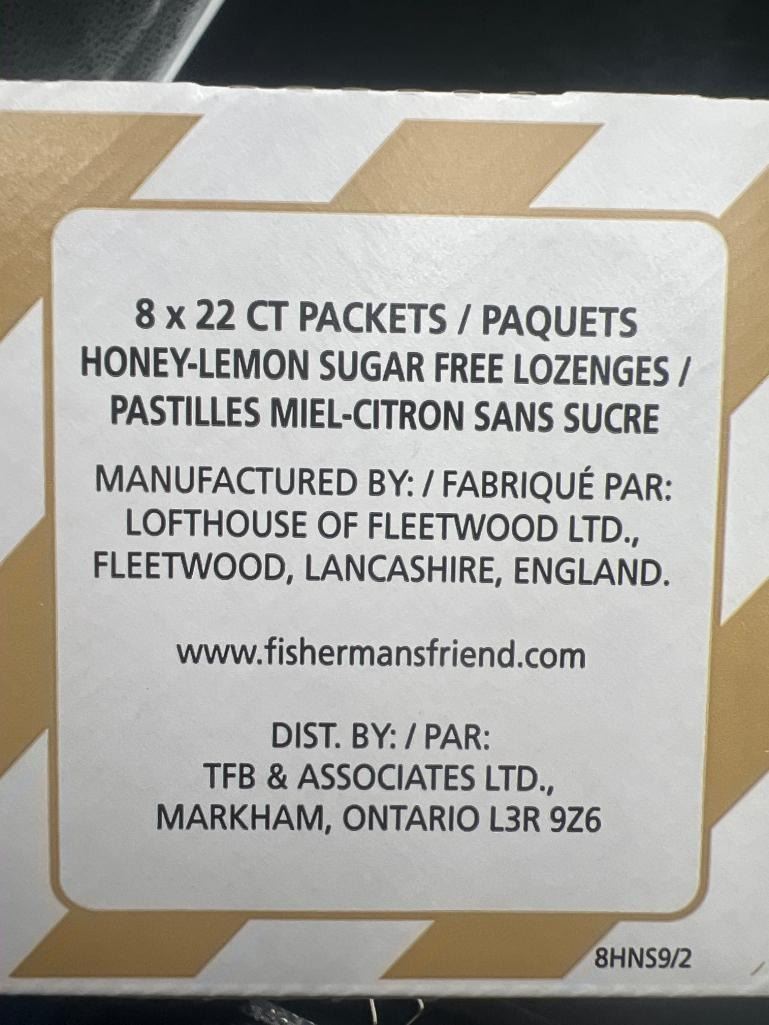 8 x 22 CT PACKETS / PAQUETS
HONEY-LEMON SUGAR FREE LOZENGES /
PASTILLES MIEL-CITRON SANS SUCRE
MANUFACTURED BY: / FABRIQUÉ PAR:
LOFTHOUSE OF FLEETWOOD LTD.,
FLEETWOOD, LANCASHIRE, ENGLAND.
www.fishermansfriend.com
DIST. BY: / PAR:
TFB & ASSOCIATES LTD.,
MARKHAM, ONTARIO L3R 9Z6
8HNS9/2